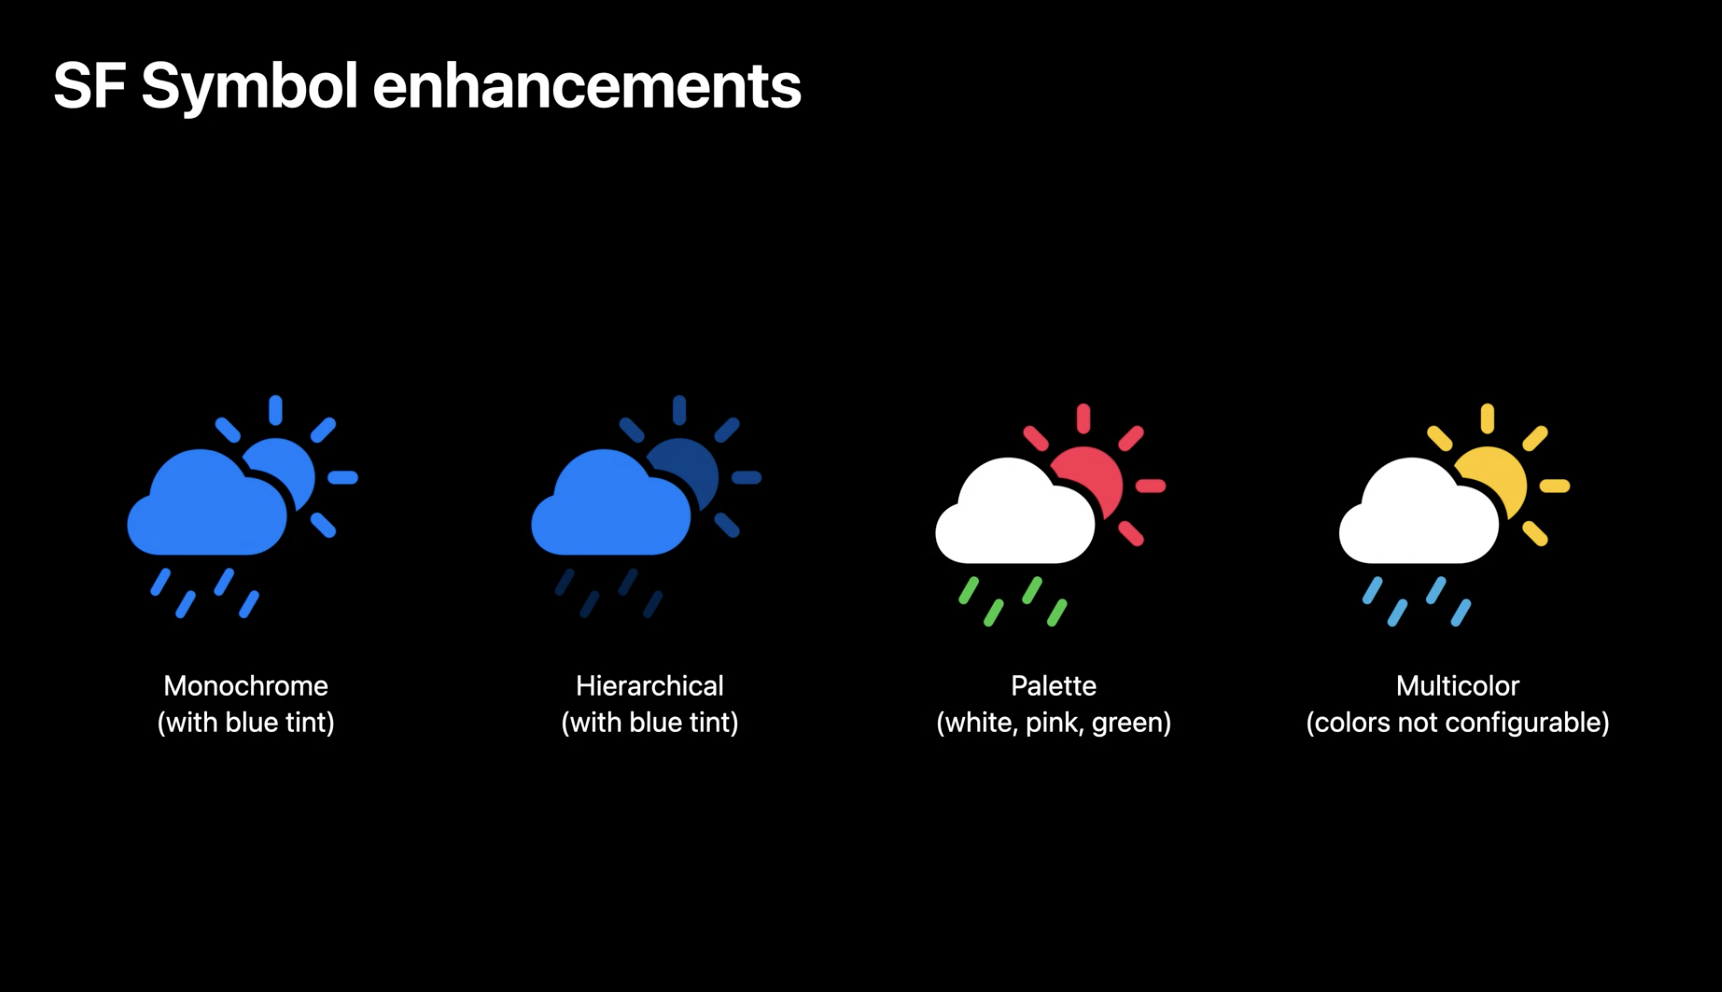 SF Symbol enhancements
Monochrome
(with blue tint)
Hierarchical
(with blue tint)
Palette
(white, pink, green)
Multicolor
(colors not configurable)